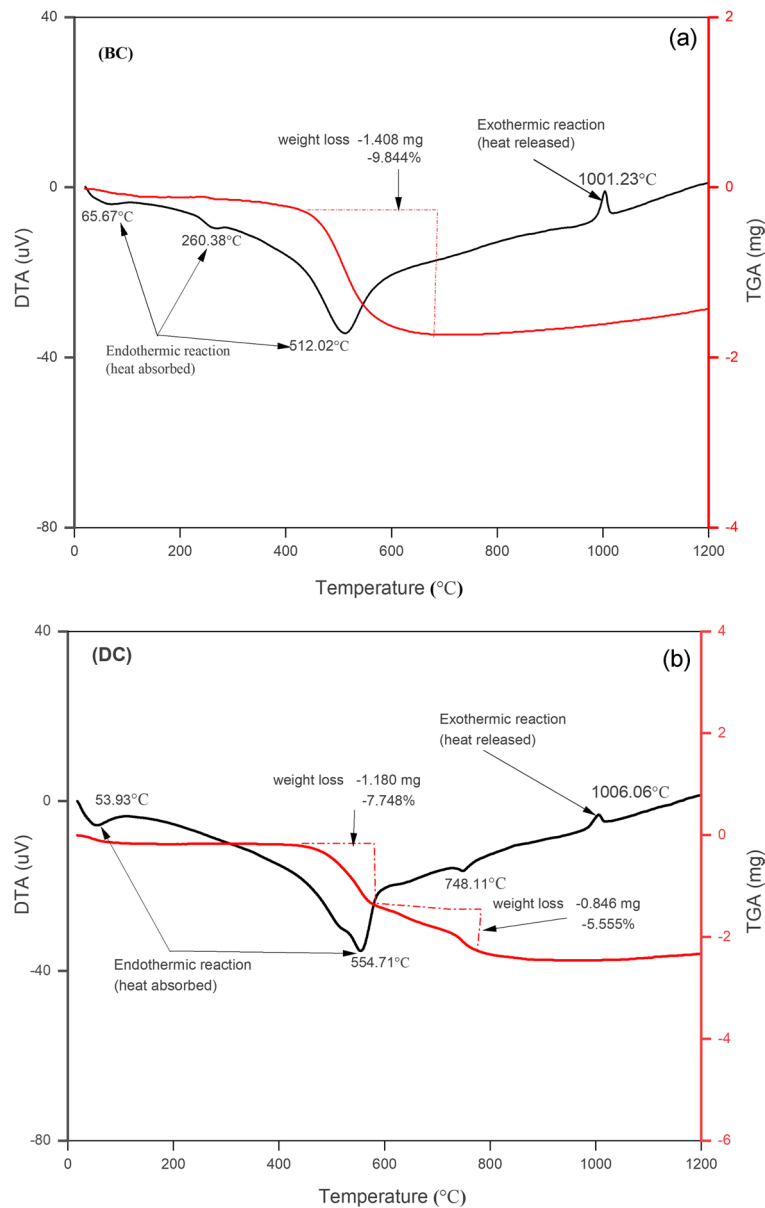 (BC)
(a)
40
0
-40
-80
DTA (uV)
2
0
-2
-4
TGA (mg)
weight loss -1.408 mg
-9.844%
Exothermic reaction
(heat released)
1001.23°C
65.67°C
260.38°C
512.02°C
Endothermic reaction
(heat absorbed)
0 200 400 600 800 1000 1200
Temperature (°C)
(DC)
(b)
40
0
-40
-80
DTA (uV)
4
2
0
-2
-4
-6
TGA (mg)
Exothermic reaction
(heat released)
weight loss -1.180 mg
-7.748%
53.93°C
1006.06°C
748.11°C
weight loss -0.846 mg
-5.555%
554.71°C
Endothermic reaction
(heat absorbed)
0 200 400 600 800 1000 1200
Temperature (°C)